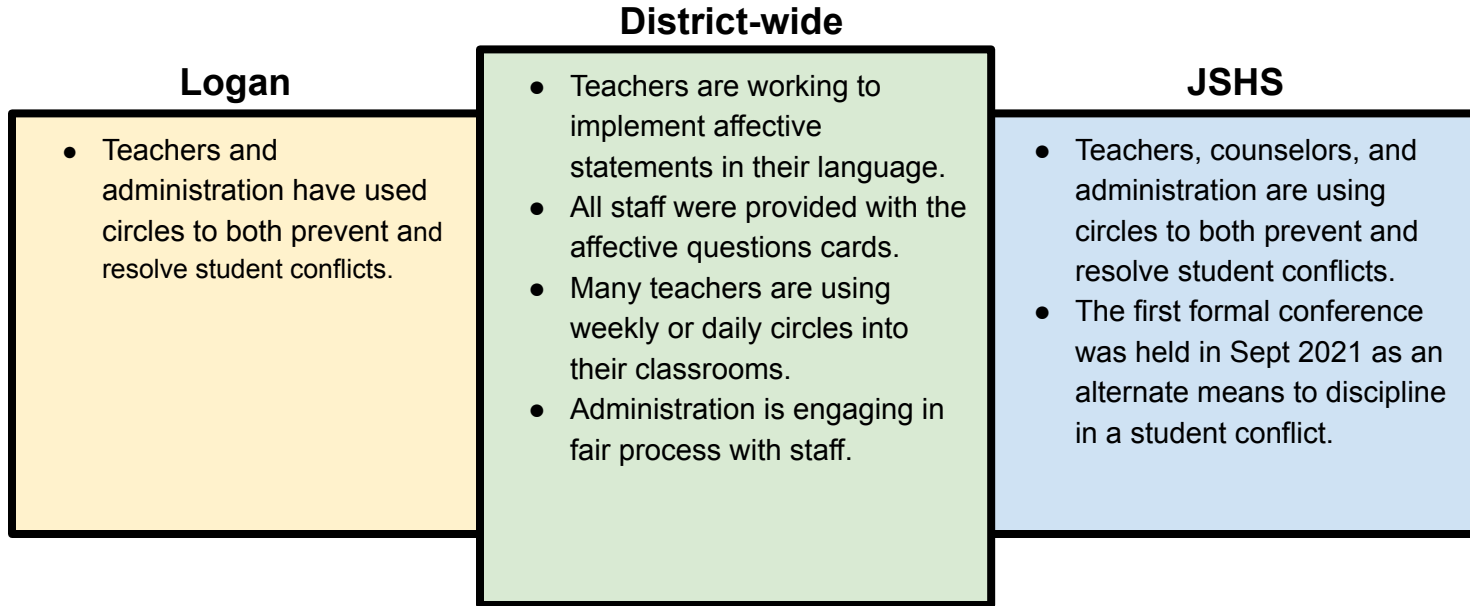 District-wide
Logan
● Teachers and
administration have used
circles to both prevent and
resolve student conflicts.
● Teachers are working to
implement affective
statements in their language.
● All staff were provided with the
affective questions cards.
● Many teachers are using
weekly or daily circles into
their classrooms.
● Administration is engaging in
fair process with staff.
JSHS
● Teachers, counselors, and
administration are using
circles to both prevent and
resolve student conflicts.
● The first formal conference
was held in Sept 2021 as an
alternate means to discipline
in a student conflict.